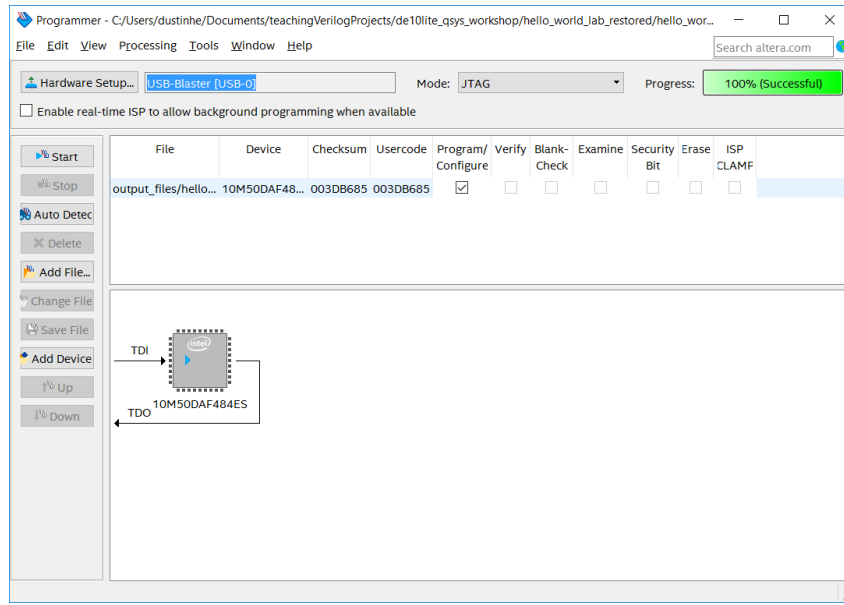 Programmer - C:/Users/dustinhe/Documents/teachingVerilogProjects/de10lite_qsys_workshop/hello_world_lab_restored/hello_wor...
File Edit View Processing Tools Window Help
Search altera.com
Hardware Setup... USB-Blaster [USB-0] Mode: JTAG Progress: 100% (Successful)
Enable real-time ISP to allow background programming when available
Start
Stop
Auto Detec
Delete
Add File...
Change File
Save File
Add Device
Up
Down
File Device Checksum Usercode Program/ Verify Blank- Examine Security Erase ISP
Configure Check Bit CLAMP
output_files/hello... 10M50DAF48... 003DB685 003DB685
TDI
intel
10M50DAF484ES
TDO